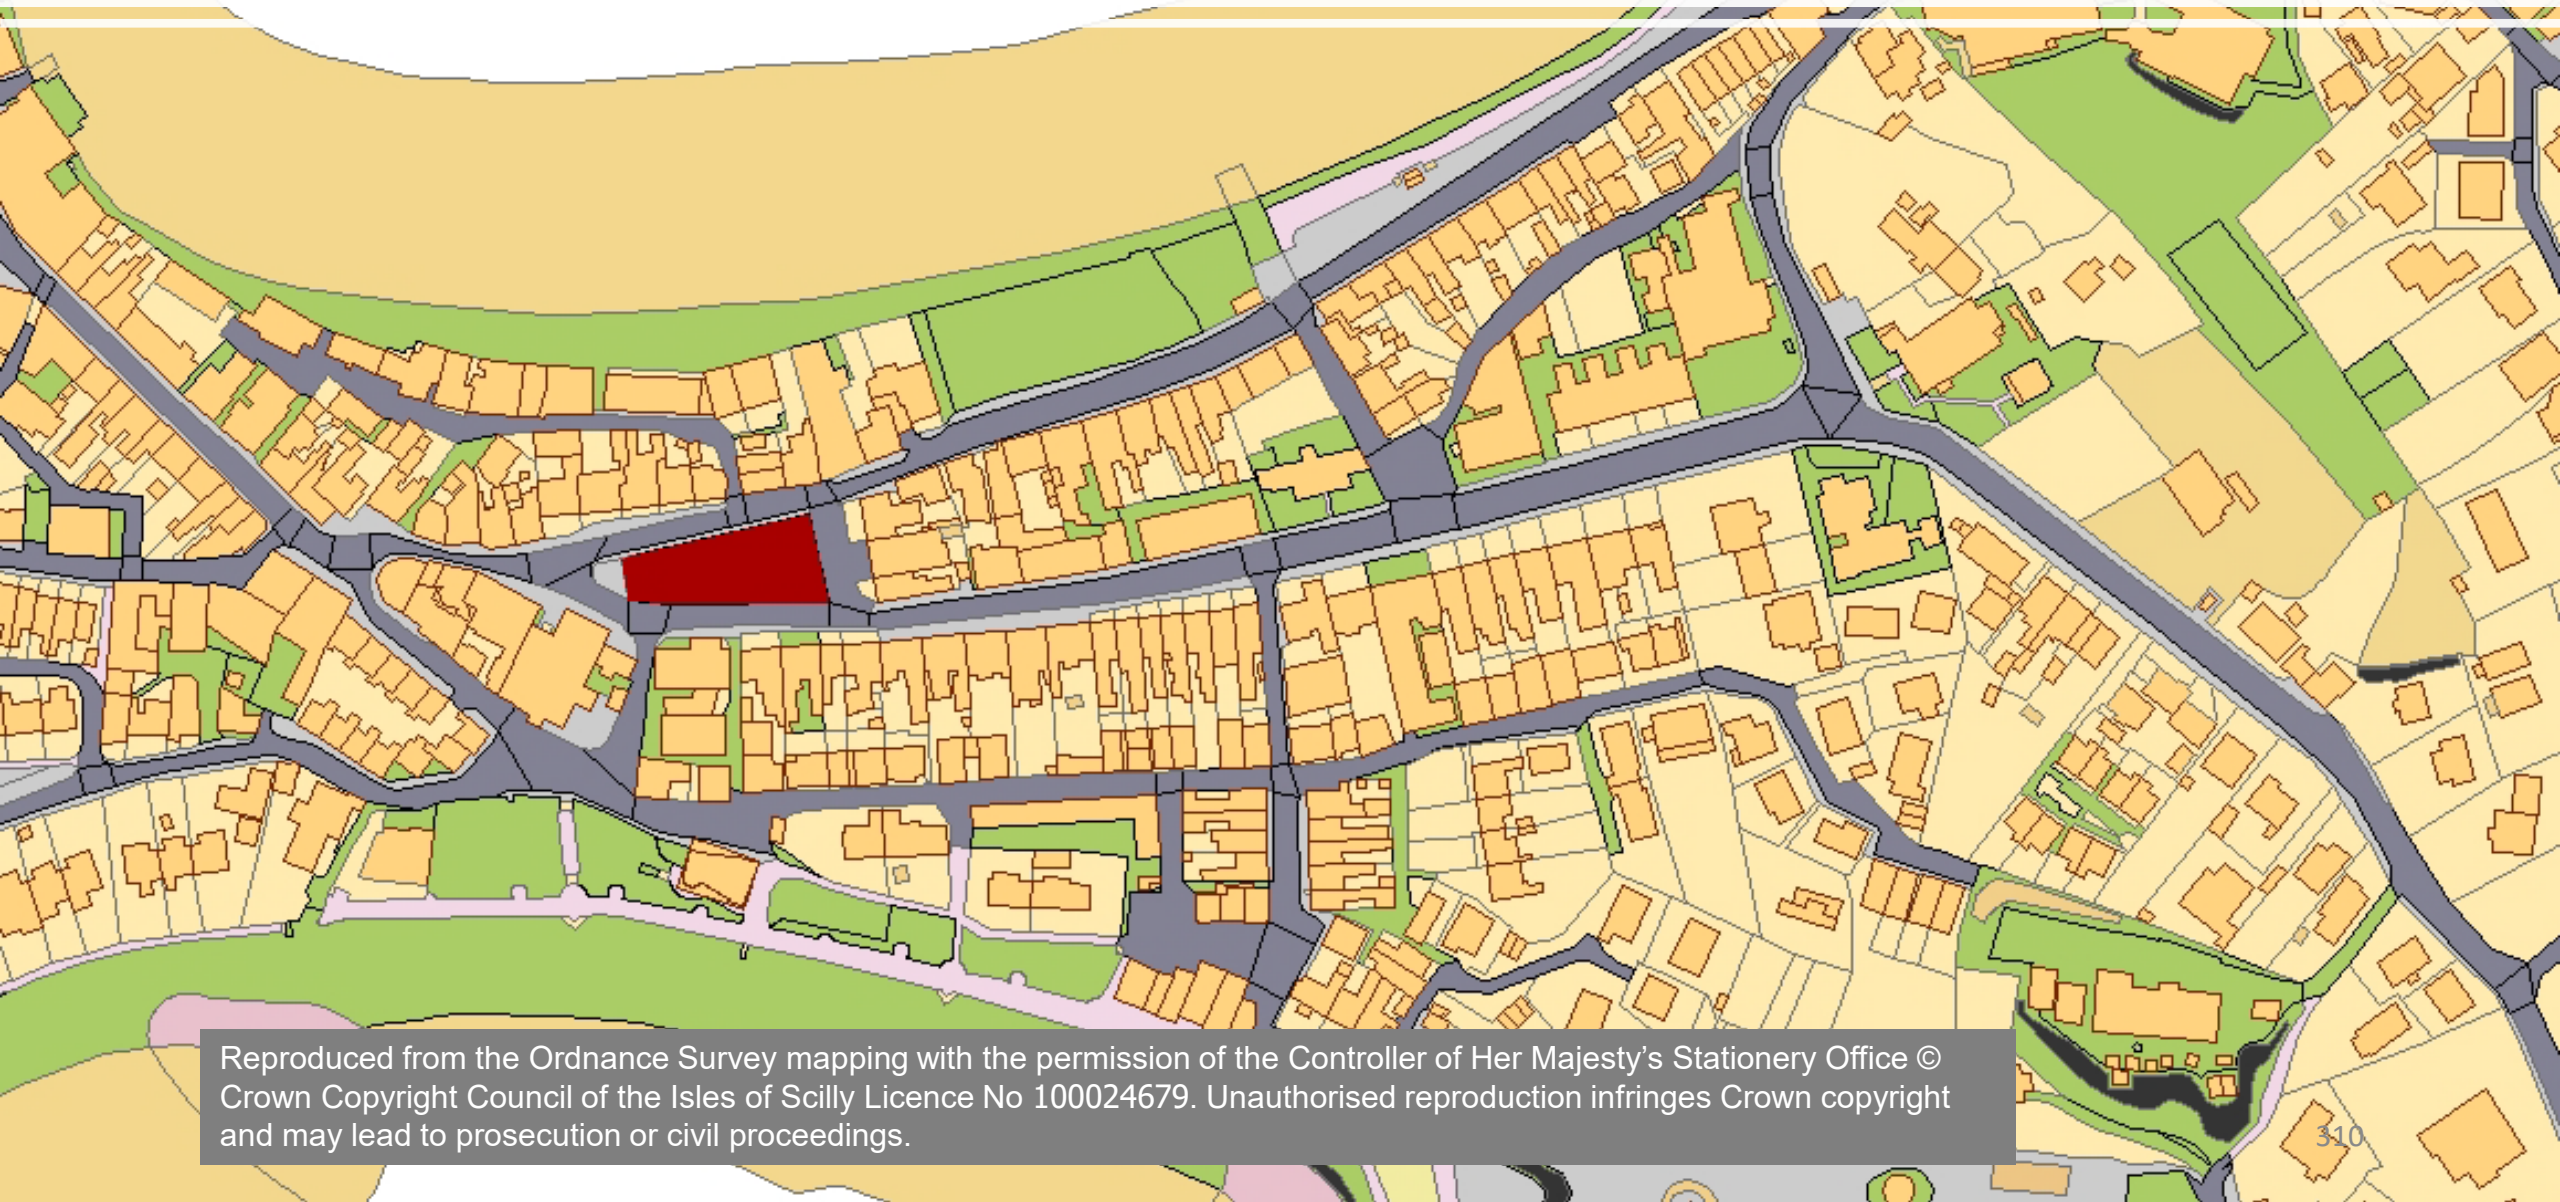 Reproduced from the Ordnance Survey mapping with the permission of the Controller of Her Majesty’s Stationery Office ©
Crown Copyright Council of the Isles of Scilly Licence No 100024679. Unauthorised reproduction infringes Crown copyright
and may lead to prosecution or civil proceedings.
310